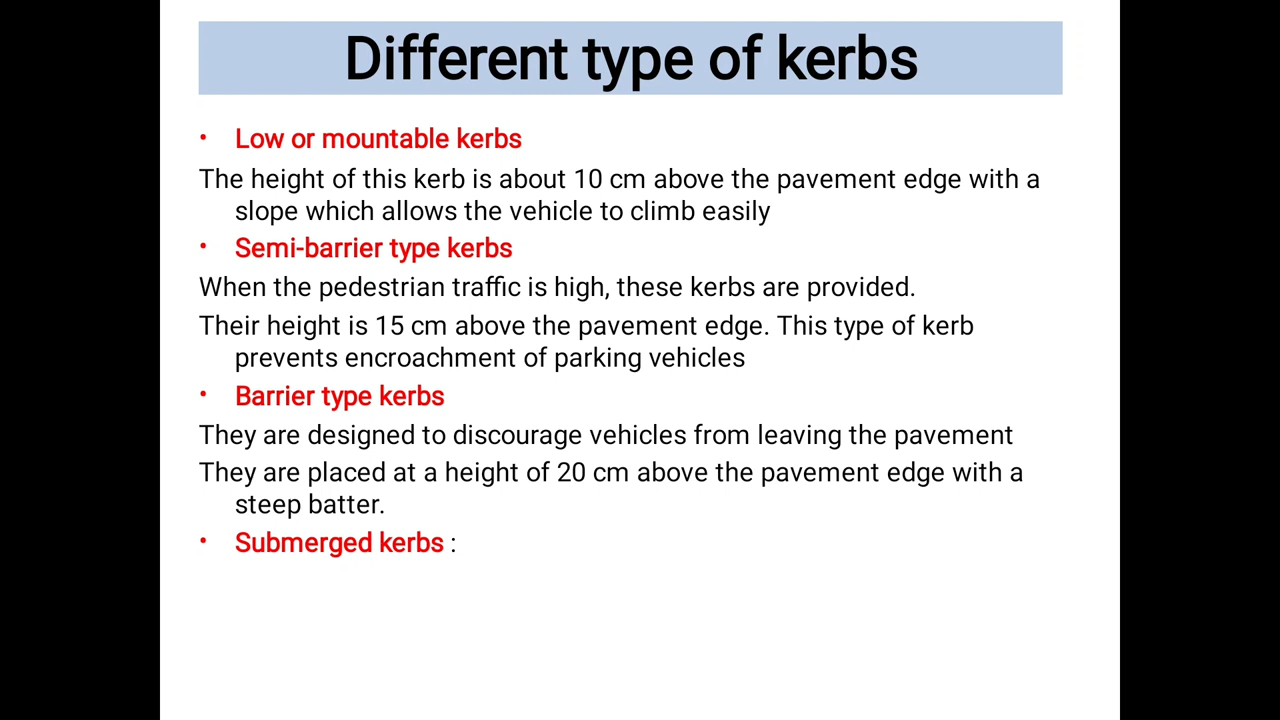 Different type of kerbs
• Low or mountable kerbs
The height of this kerb is about 10 cm above the pavement edge with a
slope which allows the vehicle to climb easily
• Semi-barrier type kerbs
When the pedestrian traffic is high, these kerbs are provided.
Their height is 15 cm above the pavement edge. This type of kerb
prevents encroachment of parking vehicles
• Barrier type kerbs
They are designed to discourage vehicles from leaving the pavement
They are placed at a height of 20 cm above the pavement edge with a
steep batter.
• Submerged kerbs :